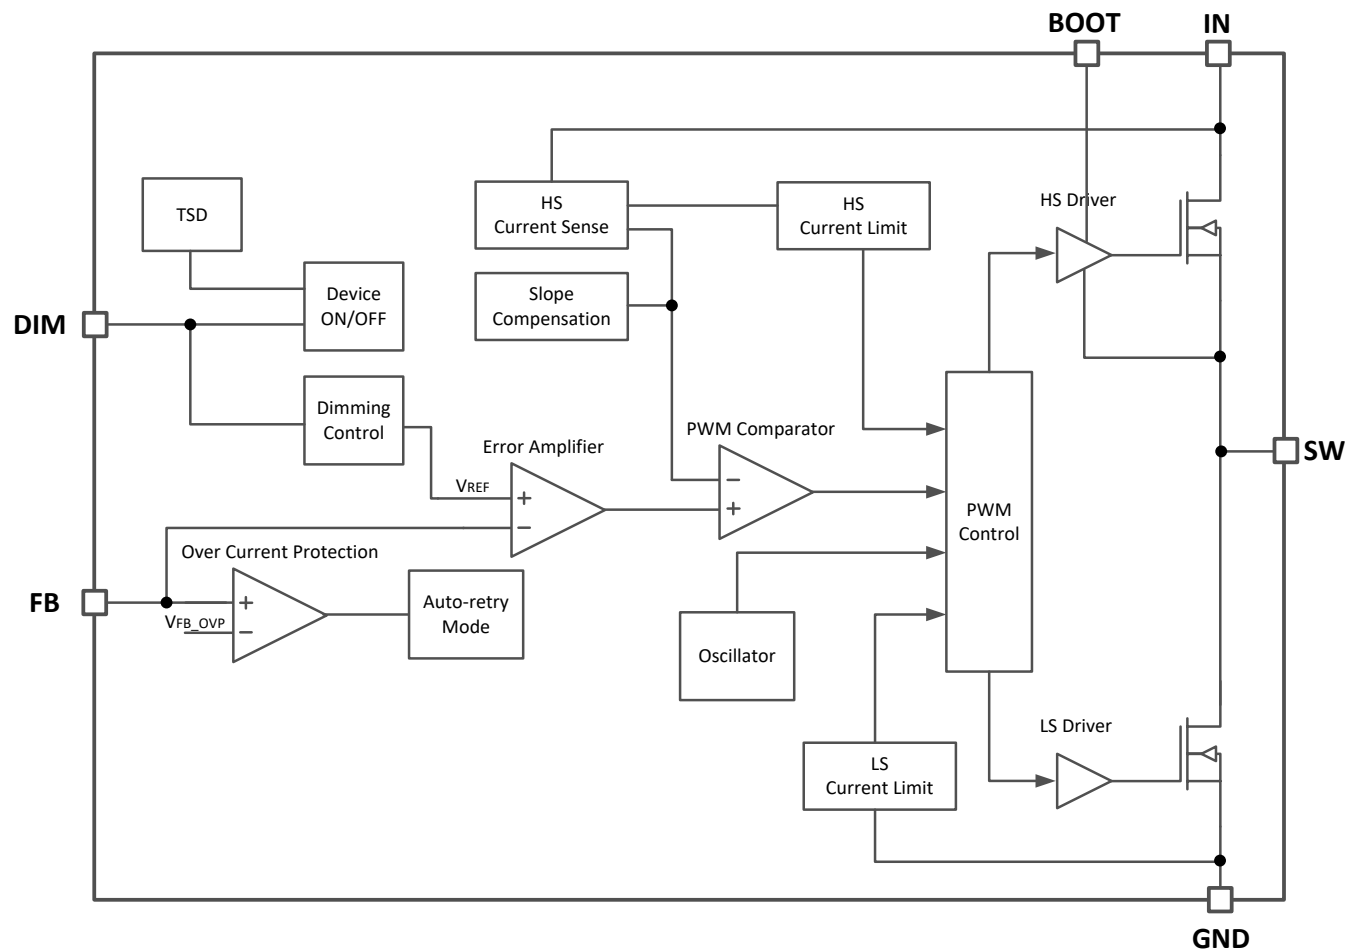 BOOT
IN
TSD
HS
Current Sense
HS
Current Limit
HS Driver
Device
ON/OFF
Slope
Compensation
DIM
Dimming
Control
Error Amplifier
PWM Comparator
SW
VREF
+
−
−
+
PWM
Control
Over Current Protection
FB
+
VFB_OVP
−
Auto-retry
Mode
Oscillator
LS Driver
LS
Current Limit
GND